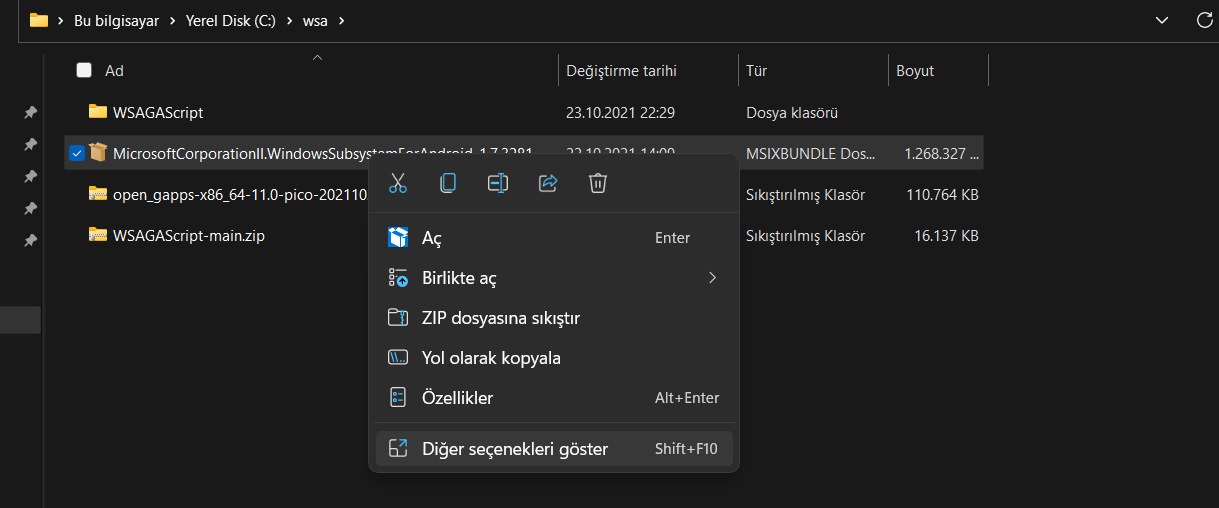 Bu bilgisayar > Yerel Disk (C:) > wsa >
Ad Değiştirme tarihi Tür Boyut
WSAGAScript 23.10.2021 22:29 Dosya klasörü
MicrosoftCorporationII.WindowsSubsystemForAndroid_1.7.3281 22.10.2021 14:09 MSIXBUNDLE Dos... 1.268.327 ...
open_gapps-x86_64-11.0-pico-202110 Sıkıştırılmış Klasör 110.764 KB
WSAGAScript-main.zip Sıkıştırılmış Klasör 16.137 KB
Aç Enter
Birlikte aç
ZIP dosyasına sıkıştır
Yol olarak kopyala
Özellikler Alt+Enter
Diğer seçenekleri göster Shift+F10